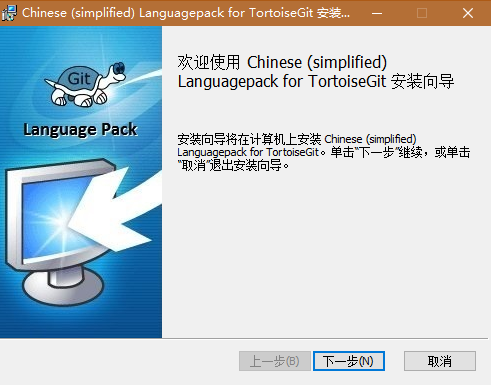 Chinese (simplified) Languagepack for TortoiseGit 安装...
Git
Language Pack
欢迎使用 Chinese (simplified)
Languagepack for TortoiseGit 安装向导
安装向导将在计算机上安装 Chinese (simplified)
Languagepack for TortoiseGit。单击“下一步”继续，或单击
“取消”退出安装向导。
上一步(B)
下一步(N)
取消